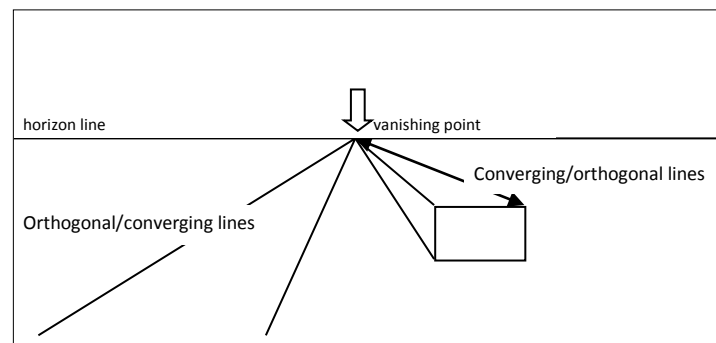 horizon line
vanishing point
Converging/orthogonal lines
Orthogonal/converging lines